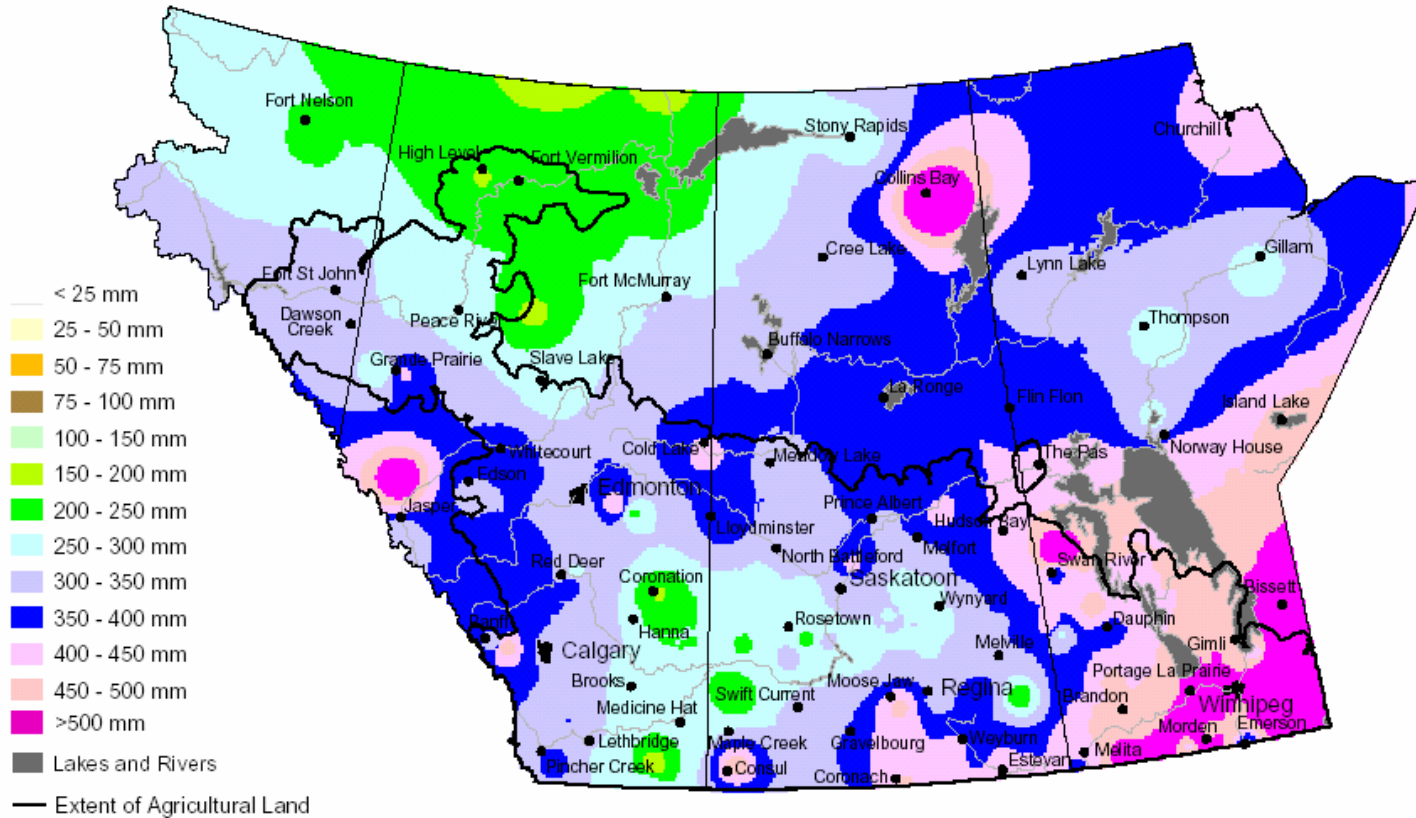 Fort Nelson
High Level
Fort Vermilion
Stony Rapids
Churchill
Collins Bay
Fort St John
Dawson
Creek
Peace River
Fort McMurray
Cree Lake
Lynn Lake
Gillam
Thompson
Grande Prairie
Slave Lake
Buffalo Narrows
La Ronge
Flin Flon
Island Lake
Norway House
Whitecourt
Cold Lake
Meadow Lake
The Pas
Edson
Edmonton
Jasper
Lloydminster
Prince Albert
Hudson Bay
Melfort
North Battleford
Swan River
Red Deer
Coronation
Saskatoon
Wynyard
Bissett
Banff
Hanna
Rosetown
Dauphin
Gimli
Calgary
Melville
Portage La Prairie
Brooks
Swift Current
Moose Jaw
Regina
Brandon
Winnipeg
Medicine Hat
Lethbridge
Maple Creek
Gravelbourg
Weyburn
Morden
Emerson
Pincher Creek
Consul
Coronach
Estevan
Melita
< 25 mm
25 - 50 mm
50 - 75 mm
75 - 100 mm
100 - 150 mm
150 - 200 mm
200 - 250 mm
250 - 300 mm
300 - 350 mm
350 - 400 mm
400 - 450 mm
450 - 500 mm
>500 mm
Lakes and Rivers
Extent of Agricultural Land